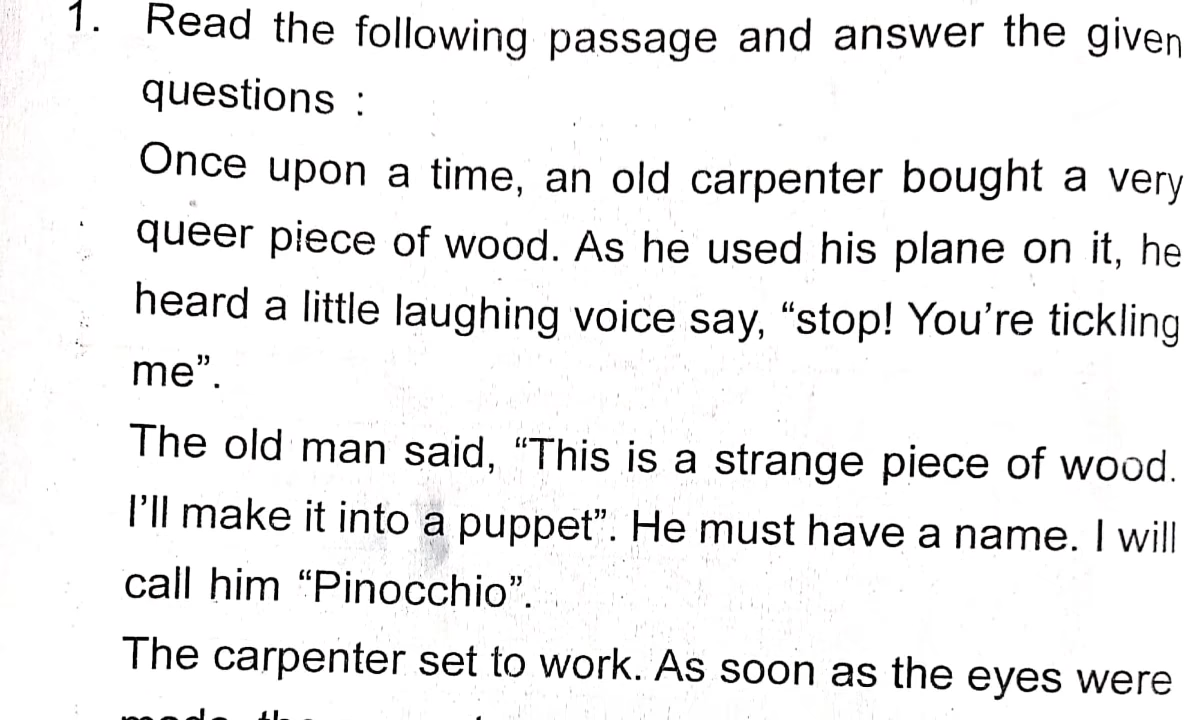 1. Read the following passage and answer the given
questions :
Once upon a time, an old carpenter bought a very
queer piece of wood. As he used his plane on it, he
heard a little laughing voice say, “stop! You’re tickling
me”.
The old man said, “This is a strange piece of wood.
I’ll make it into a puppet”. He must have a name. I will
call him “Pinocchio”.
The carpenter set to work. As soon as the eyes were